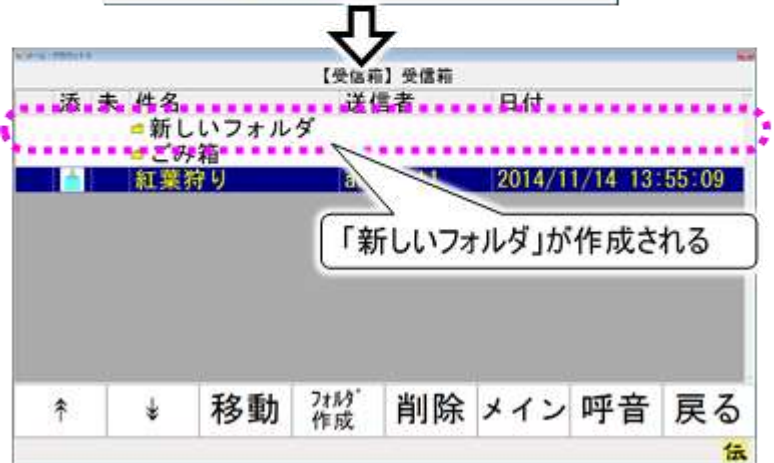 【受信箱】受信箱
添 未 件名 送信者 日付
新しいフォルダ
ごみ箱
紅葉狩り 2014/11/14 13:55:09
「新しいフォルダ」が作成される
↟ ↡ 移動 フォルダ作成 削除 メイン 呼音 戻る
伝